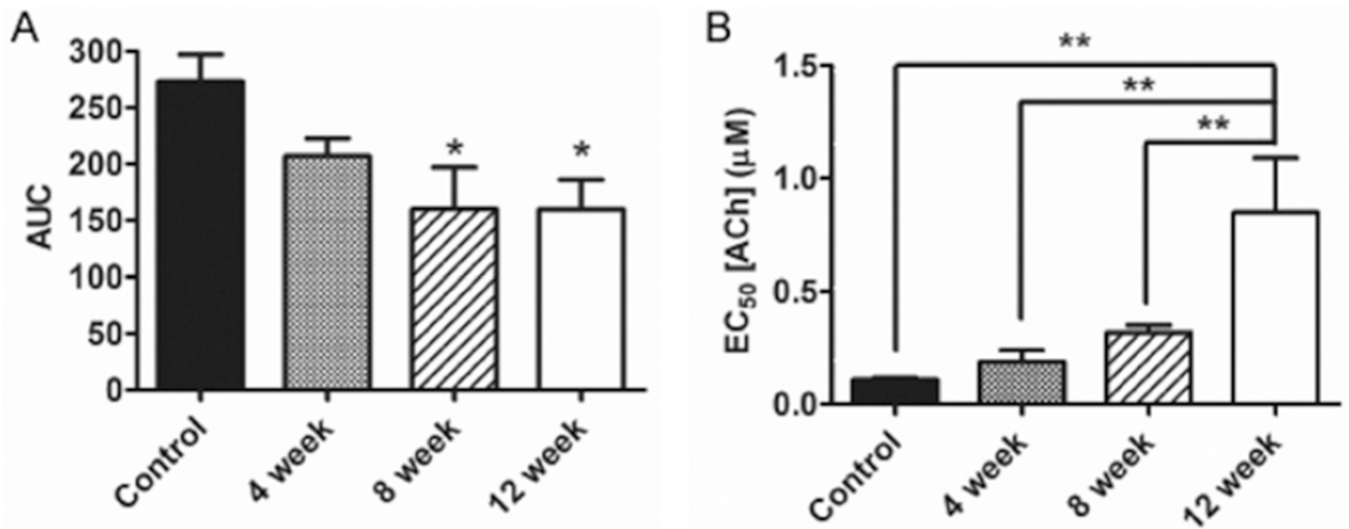 A
300
250
200
150
100
50
0
AUC
*
*
Control
4 week
8 week
12 week
B
1.5
1.0
0.5
0.0
EC50 [ACh] (μM)
**
**
**
Control
4 week
8 week
12 week